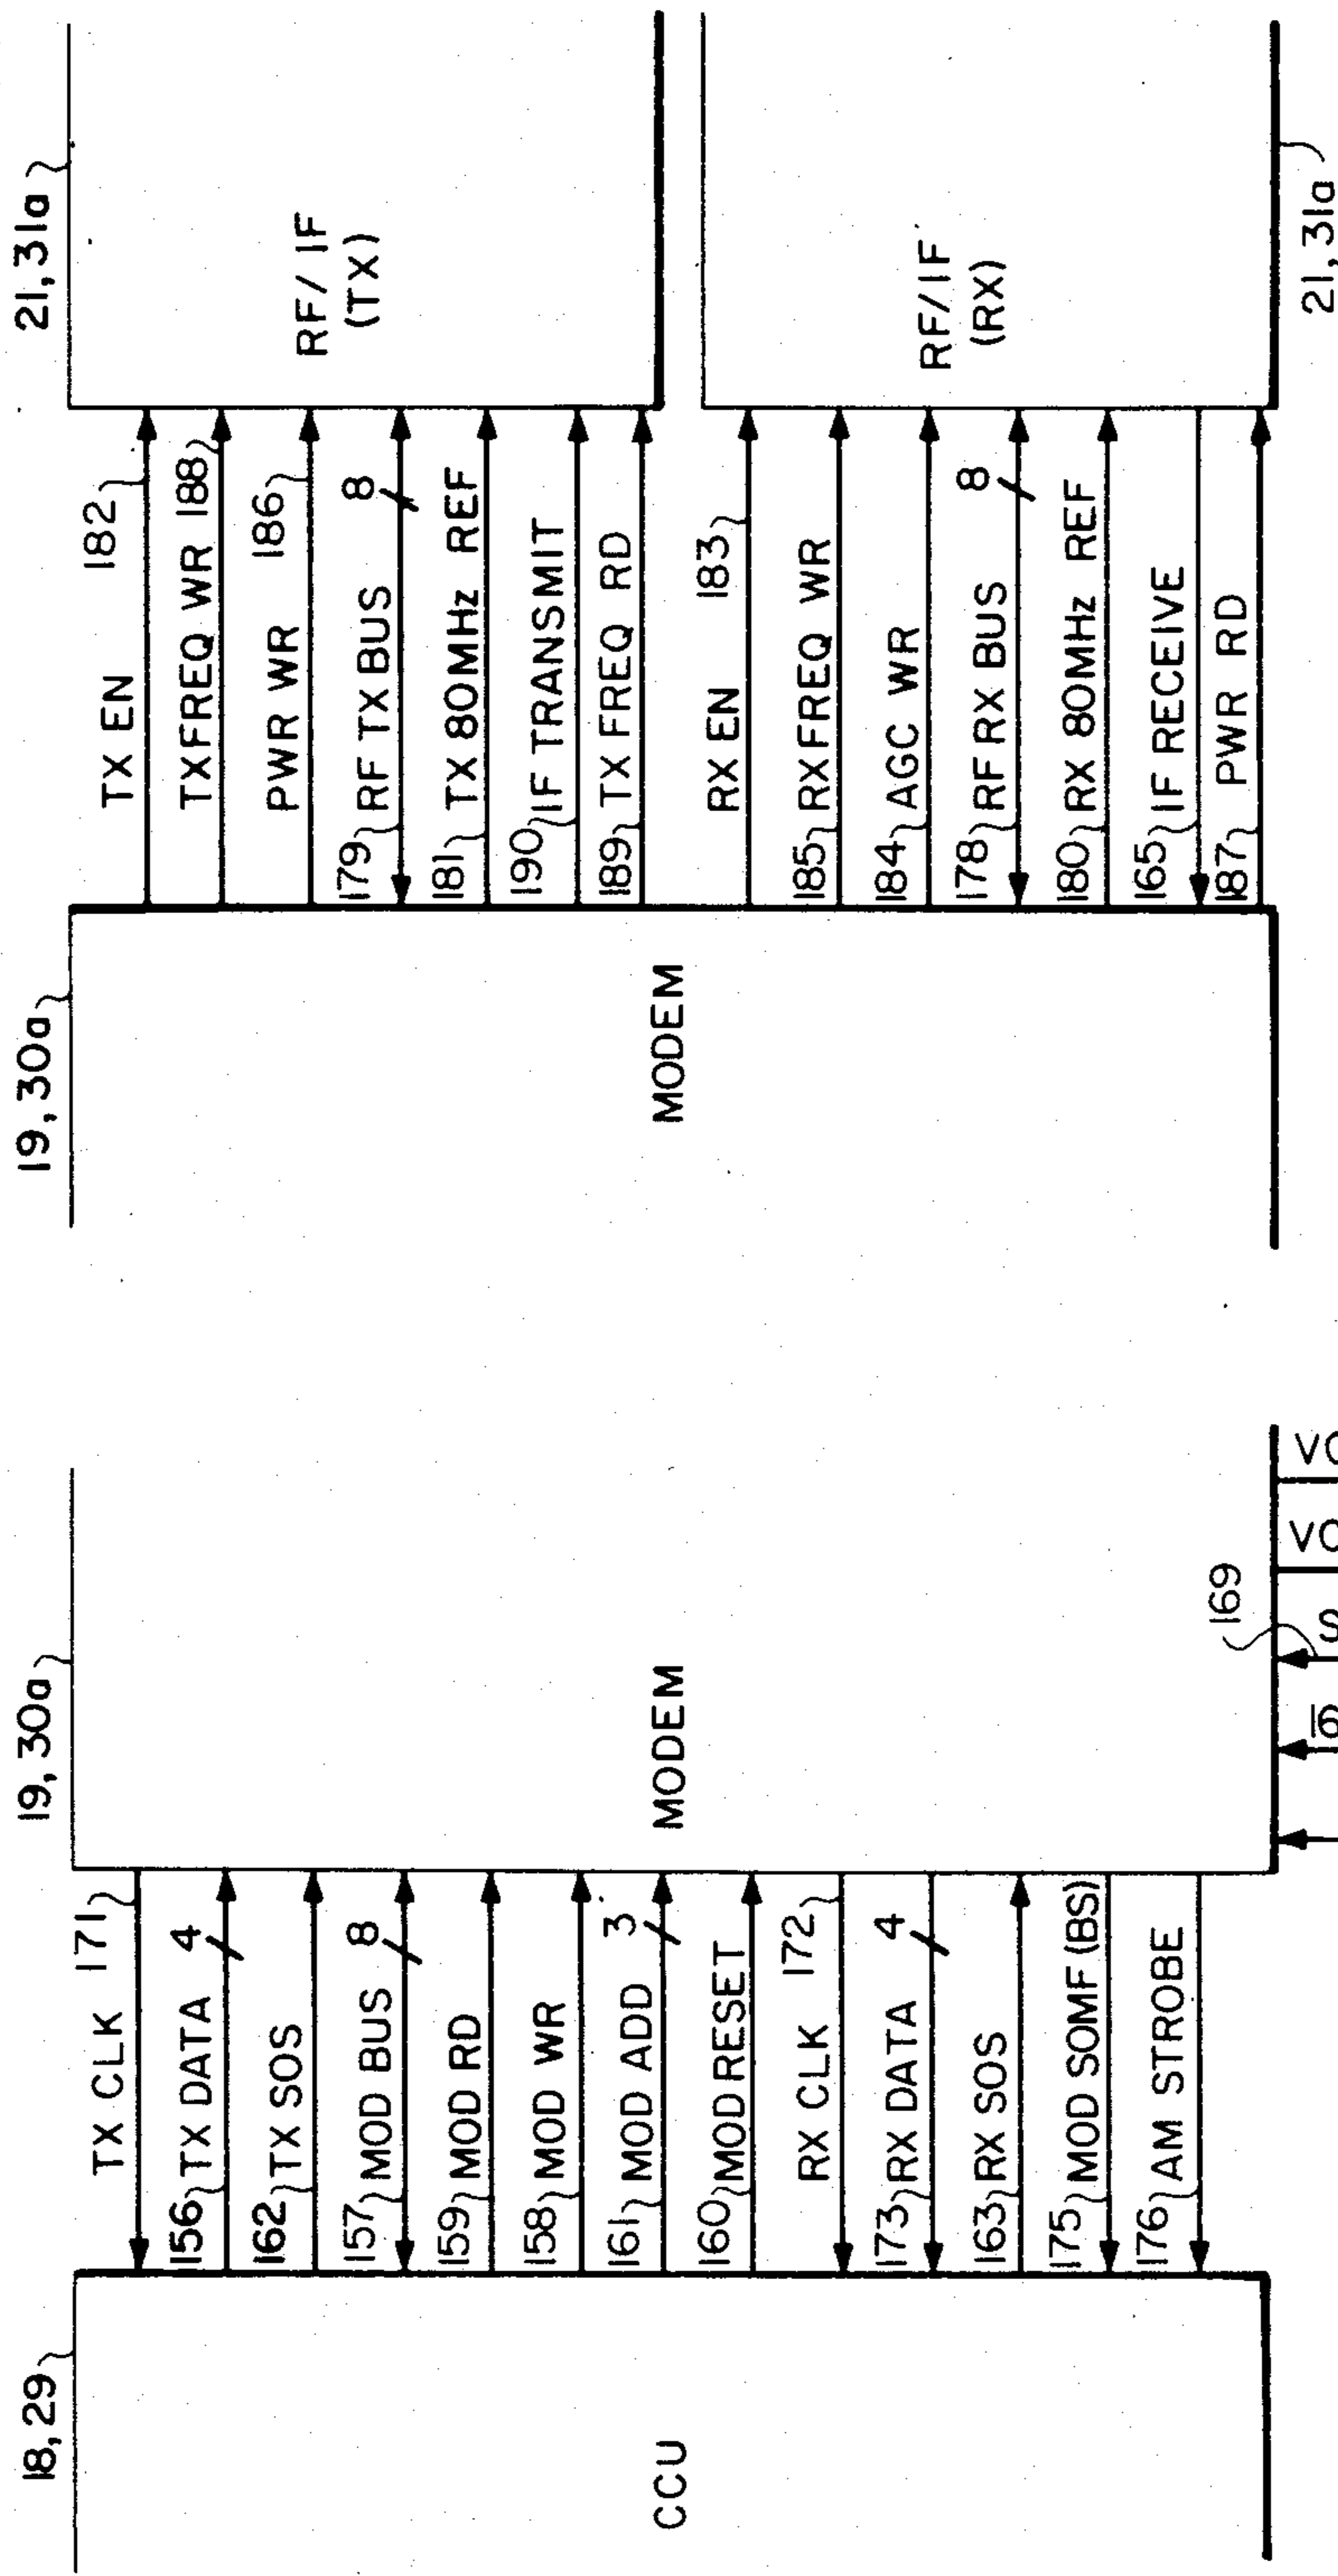 21, 31a
RF/IF
(TX)
182
TX EN
TXFREQ WR 188
186
PWR WR
8
179 RF TX BUS
181 TX 80MHz REF
190 IF TRANSMIT
189 TX FREQ RD
RF/IF
(RX)
21, 31a
183
RX EN
185 RXFREQ WR
184 AGC WR
8
178 RF RX BUS
180 RX 80MHz REF
165 IF RECEIVE
187 PWR RD
19, 30a
MODEM
19, 30a
MODEM
169
TX CLK 171
156 TX DATA 4
162 TX SOS
157 MOD BUS 8
159 MOD RD
158 MOD WR
161 MOD ADD 3
160 MOD RESET
RX CLK 172
173 RX DATA 4
163 RX SOS
175 MOD SOMF (BS)
176 AM STROBE
18, 29
CCU